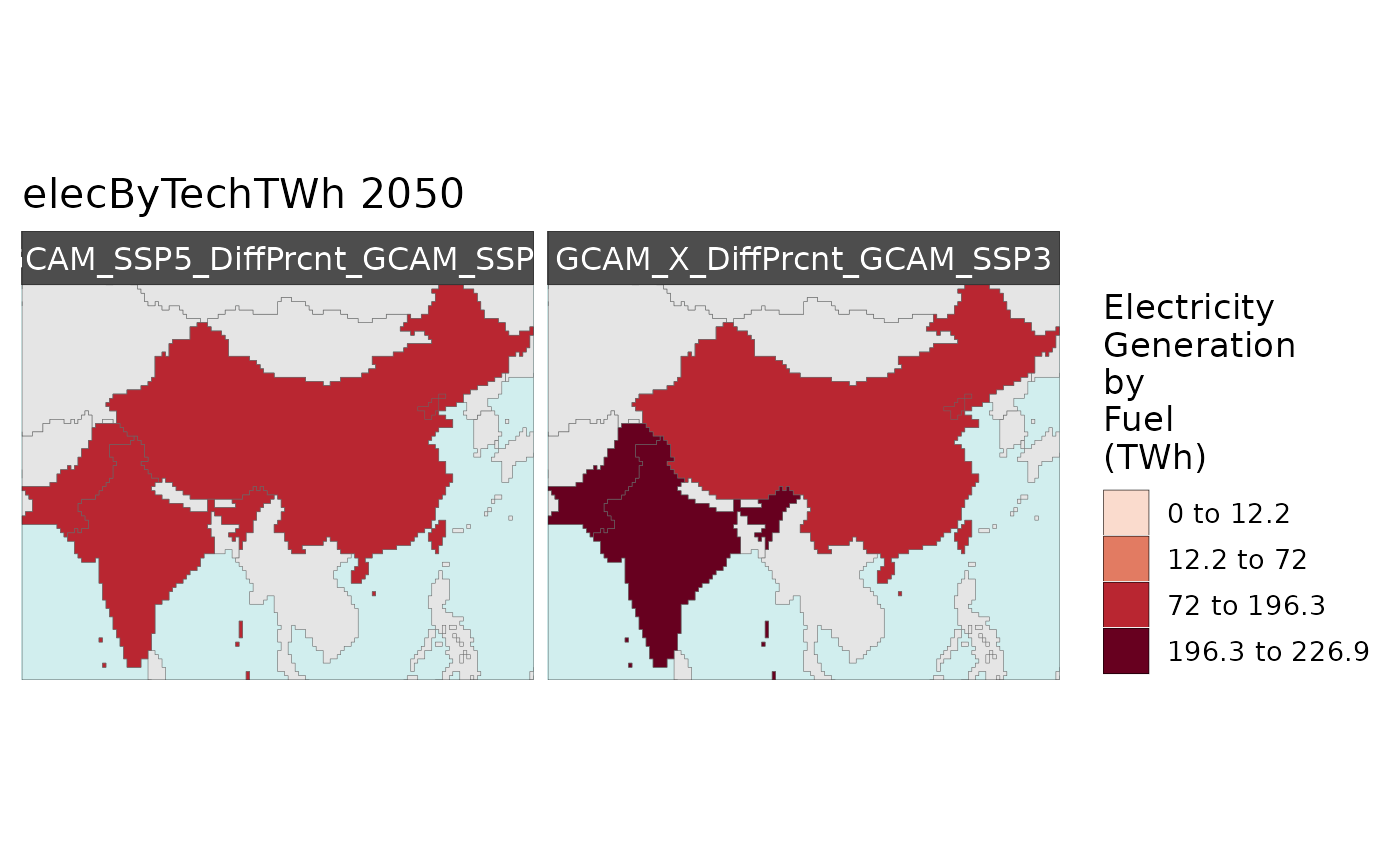 elecByTechTWh 2050
GCAM_SSP5_DiffPrcnt_GCAM_SSP
GCAM_X_DiffPrcnt_GCAM_SSP3
Electricity
Generation
by
Fuel
(TWh)
0 to 12.2
12.2 to 72
72 to 196.3
196.3 to 226.9